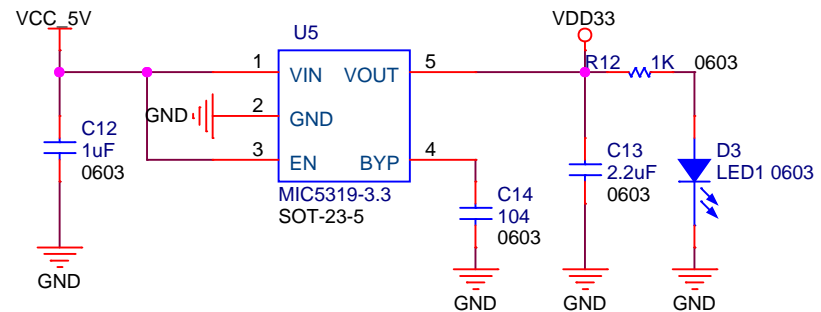 VCC_5V
U5
VDD33
1
VIN
VOUT
5
R12
1K
0603
GND
2
GND
C12
1uF
0603
3
EN
BYP
4
C13
2.2uF
0603
D3
LED1 0603
MIC5319-3.3
SOT-23-5
C14
104
0603
GND
GND
GND
GND